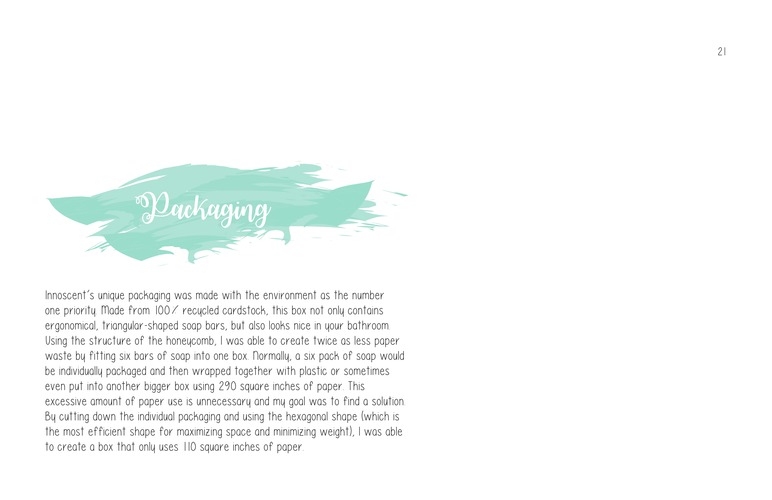 21
Packaging
Innoscent's unique packaging was made with the environment as the number
one priority. Made from 100% recycled cardstock, this box not only contains
ergonomical, triangular-shaped soap bars, but also looks nice in your bathroom.
Using the structure of the honeycomb, I was able to create twice as less paper
waste by fitting six bars of soap into one box. Normally, a six pack of soap would
be individually packaged and then wrapped together with plastic or sometimes
even put into another bigger box using 290 square inches of paper. This
excessive amount of paper use is unnecessary and my goal was to find a solution.
By cutting down the individual packaging and using the hexagonal shape (which is
the most efficient shape for maximizing space and minimizing weight), I was able
to create a box that only uses 110 square inches of paper.